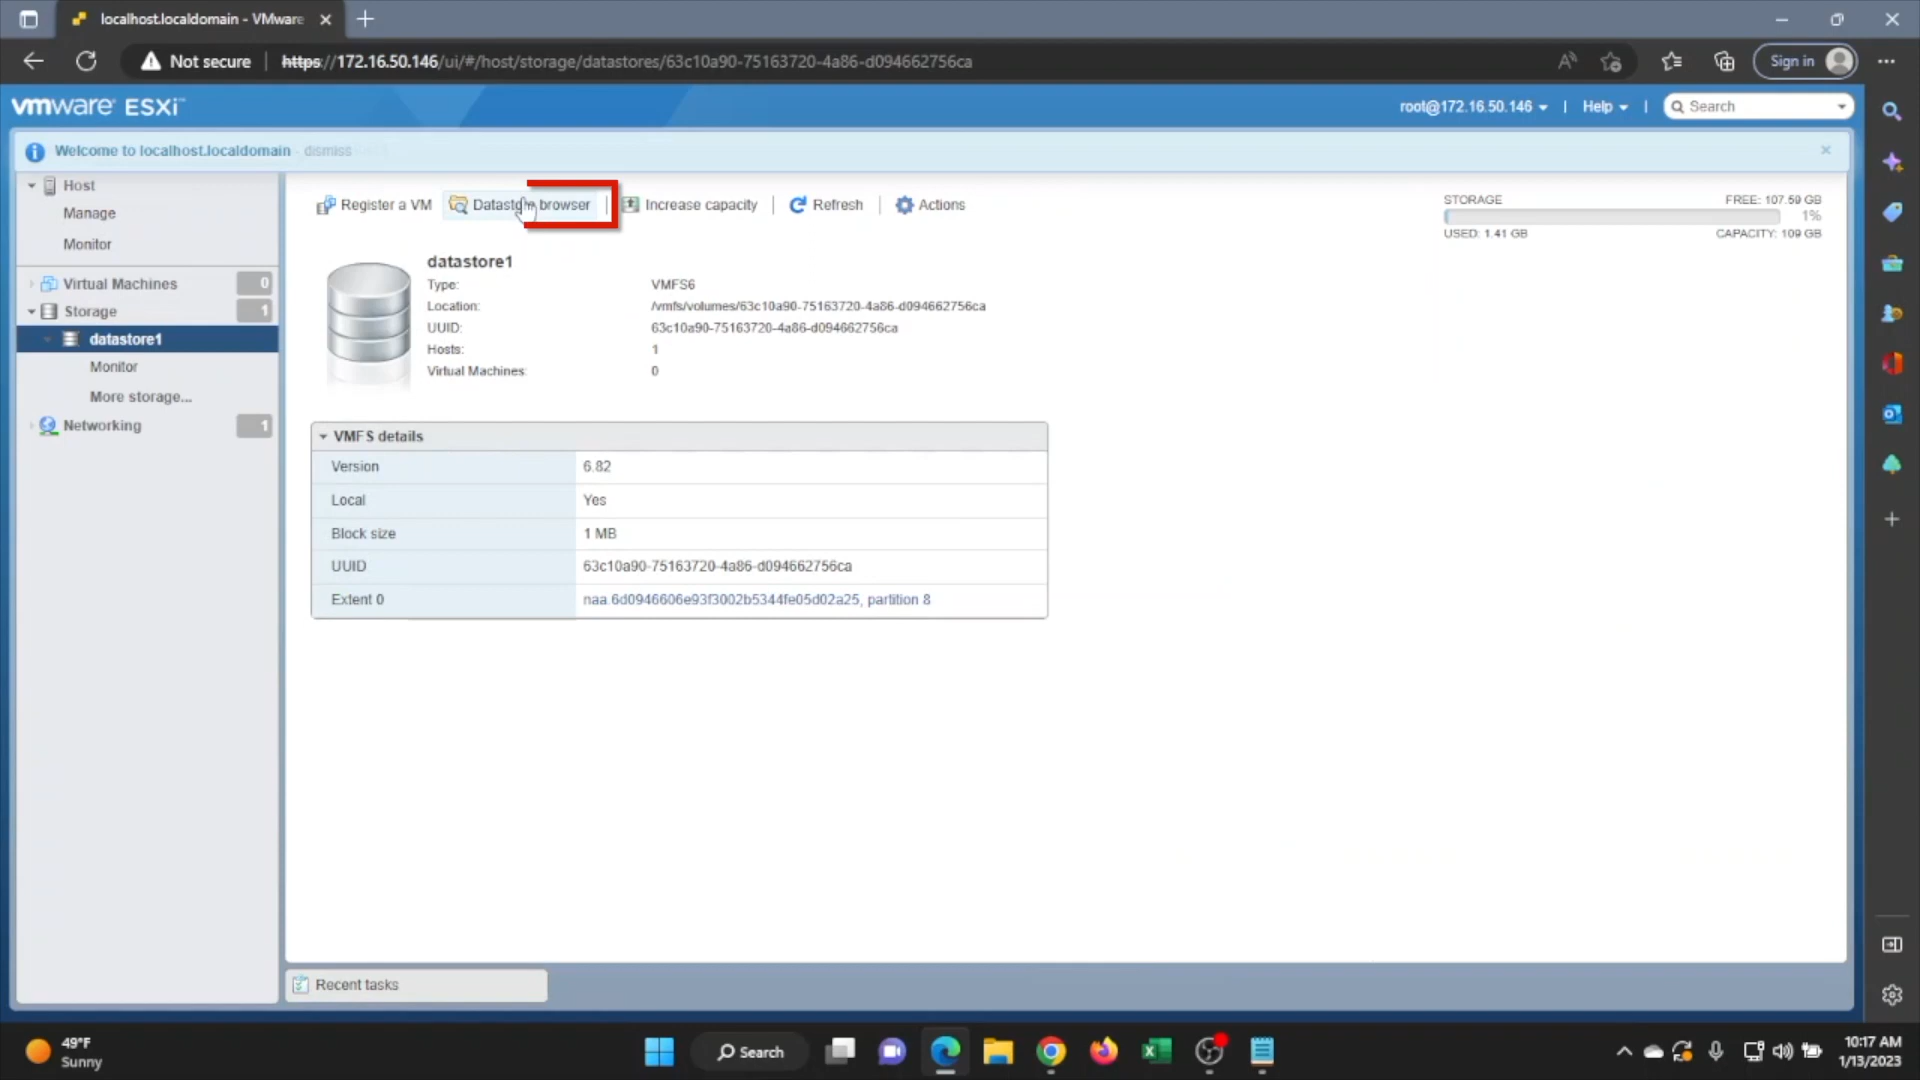 localhost.localdomain - VMware
Not secure
https://172.16.50.146/ui/#/host/storage/datastores/63c10a90-75163720-4a86-d094662756ca
Sign in
vmware ESXi™
root@172.16.50.146
Help
Search
Welcome to localhost.localdomain - dismiss
Host
Manage
Monitor
Virtual Machines 0
Storage 1
datastore1
Monitor
More storage...
Networking 1
Register a VM
Datastore browser
Increase capacity
Refresh
Actions
STORAGE
FREE: 107.59 GB
1%
USED: 1.41 GB
CAPACITY: 109 GB
datastore1
Type: VMFS6
Location: /vmfs/volumes/63c10a90-75163720-4a86-d094662756ca
UUID: 63c10a90-75163720-4a86-d094662756ca
Hosts: 1
Virtual Machines: 0
VMFS details
Version 6.82
Local Yes
Block size 1 MB
UUID 63c10a90-75163720-4a86-d094662756ca
Extent 0 naa.6d0946606e93f3002b5344fe05d02a25, partition 8
Recent tasks
49°F
Sunny
Search
10:17 AM
1/13/2023